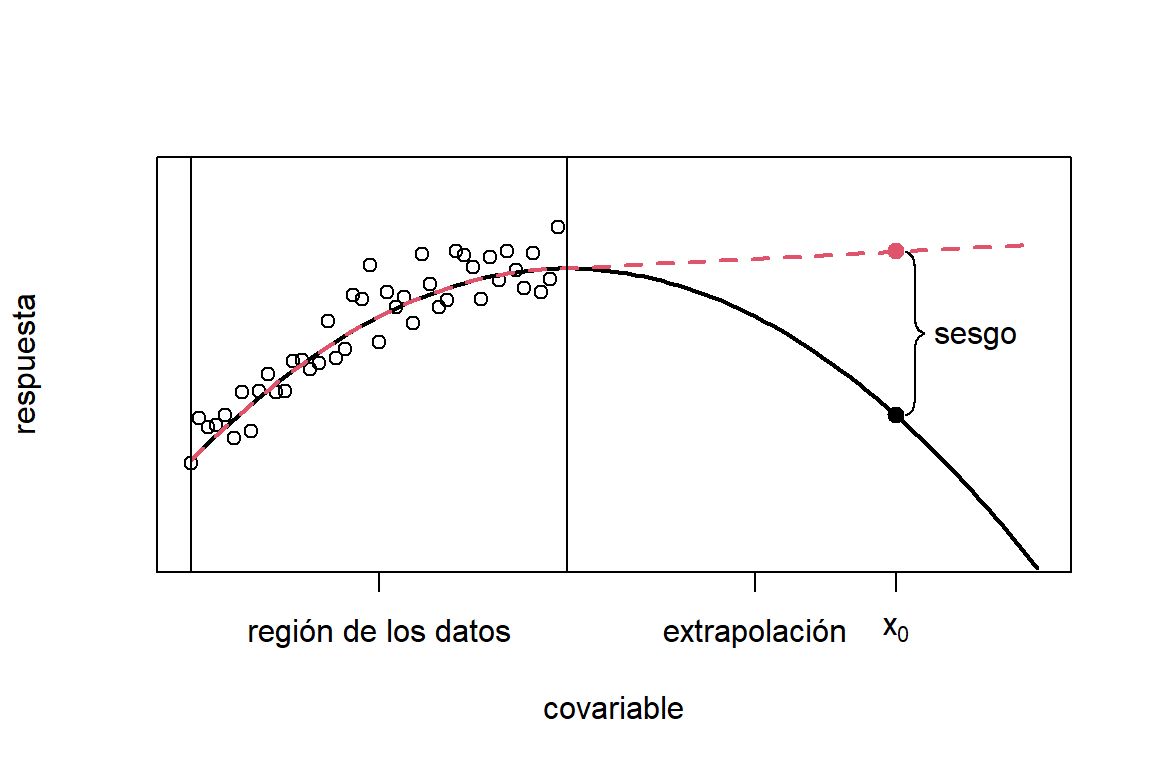 respuesta
sesgo
región de los datos
extrapolación
x₀
covariable